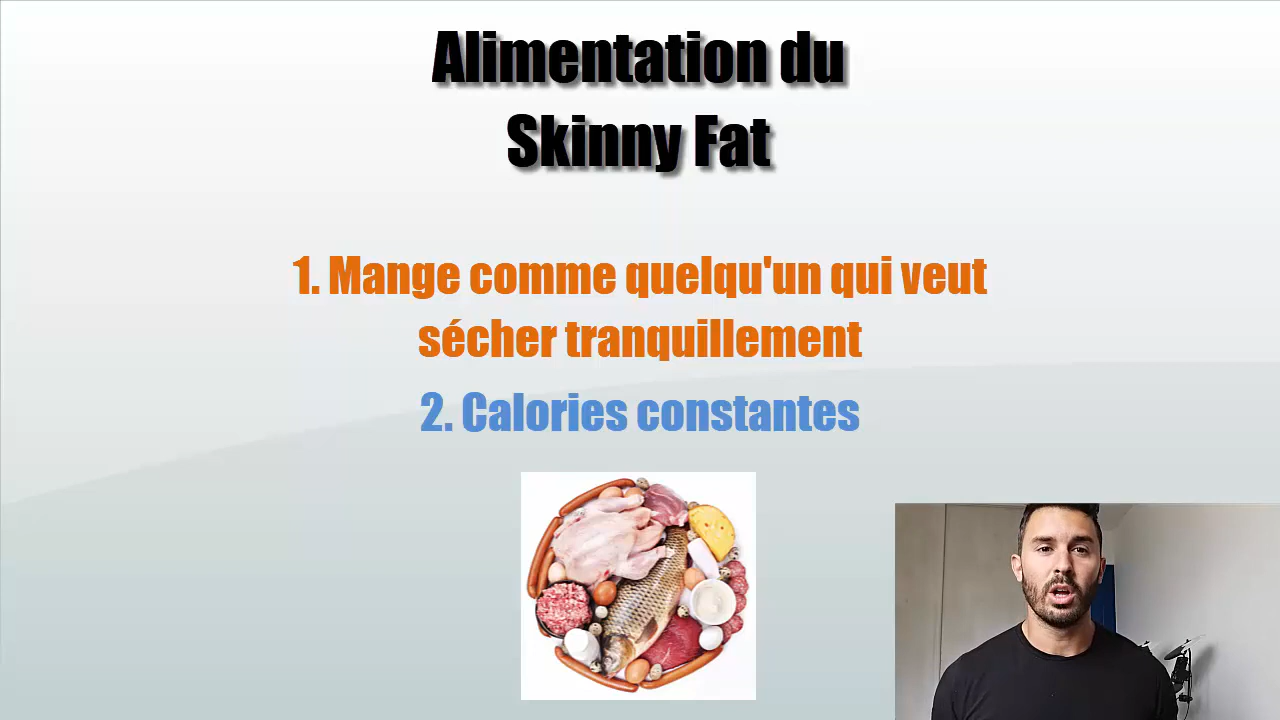 Alimentation du
Skinny Fat
1. Mange comme quelqu'un qui veut
sécher tranquillement
2. Calories constantes